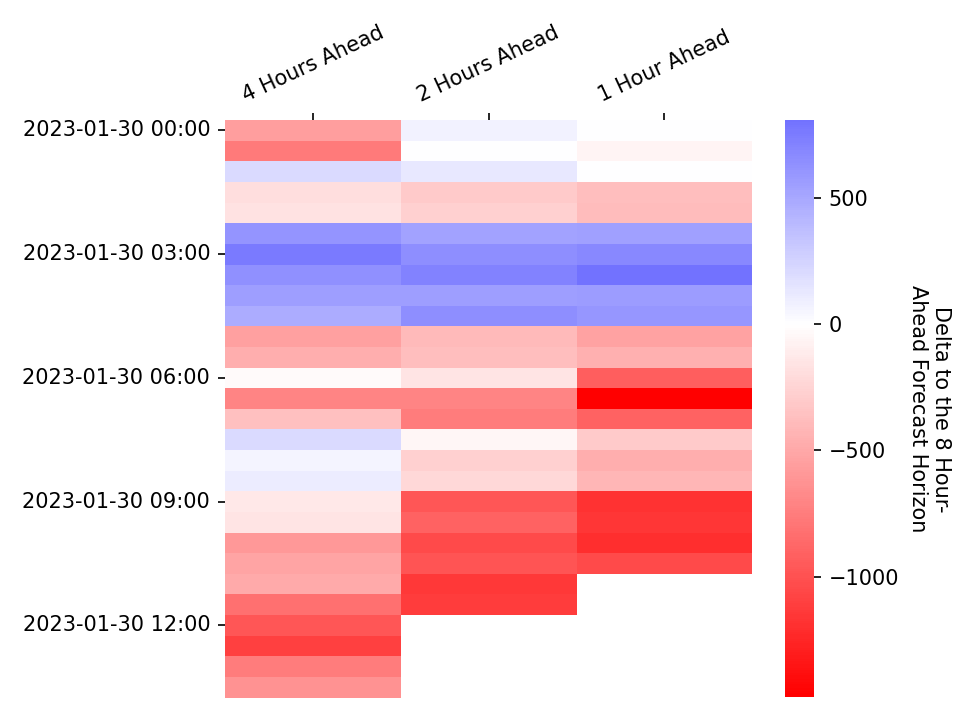 4 Hours Ahead
2 Hours Ahead
1 Hour Ahead
2023-01-30 00:00
2023-01-30 03:00
2023-01-30 06:00
2023-01-30 09:00
2023-01-30 12:00
500
0
−500
−1000
Delta to the 8 Hour-
Ahead Forecast Horizon